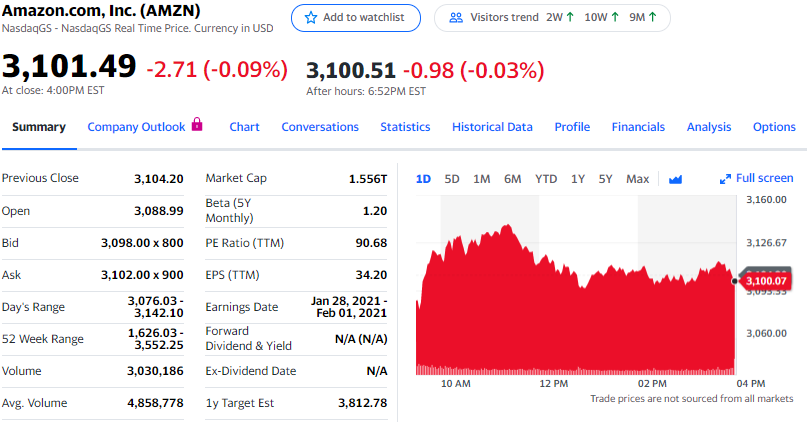 Amazon.com, Inc. (AMZN)
NasdaqGS - NasdaqGS Real Time Price. Currency in USD
Add to watchlist
Visitors trend 2W ↑ 10W ↑ 9M ↑
3,101.49 -2.71 (-0.09%)
At close: 4:00PM EST
3,100.51 -0.98 (-0.03%)
After hours: 6:52PM EST
Summary Company Outlook Chart Conversations Statistics Historical Data Profile Financials Analysis Options
Previous Close 3,104.20
Open 3,088.99
Bid 3,098.00 x 800
Ask 3,102.00 x 900
Day's Range 3,076.03 -
3,142.10
52 Week Range 1,626.03 -
3,552.25
Volume 3,030,186
Avg. Volume 4,858,778
Market Cap 1.556T
Beta (5Y
Monthly) 1.20
PE Ratio (TTM) 90.68
EPS (TTM) 34.20
Earnings Date Jan 28, 2021 -
Feb 01, 2021
Forward
Dividend & Yield N/A (N/A)
Ex-Dividend Date N/A
1y Target Est 3,812.78
1D 5D 1M 6M YTD 1Y 5Y Max Full screen
3,160.00
3,126.67
3,100.07
3,060.00
10 AM 12 PM 02 PM 04 PM
Trade prices are not sourced from all markets